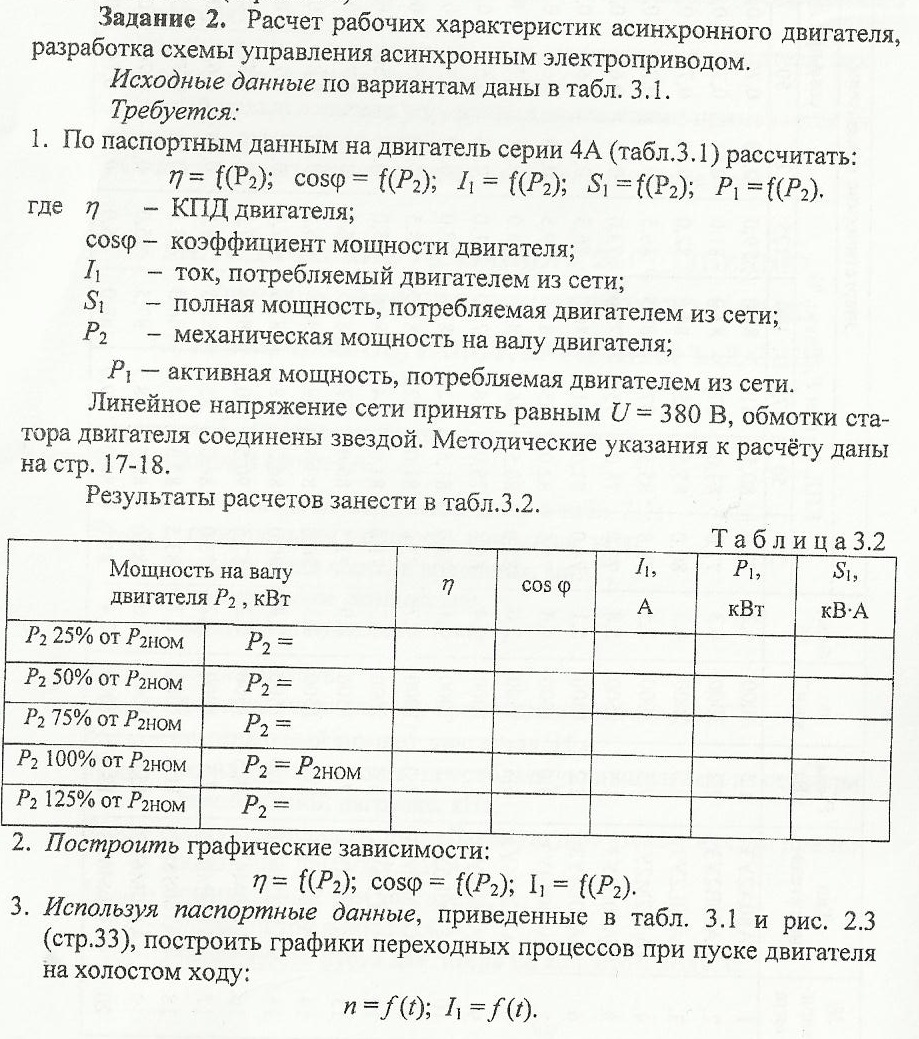 Задание 2. Расчет рабочих характеристик асинхронного двигателя,
разработка схемы управления асинхронным электроприводом.
Исходные данные по вариантам даны в табл. 3.1.
Требуется:
1. По паспортным данным на двигатель серии 4А (табл.3.1) рассчитать:
η = f(P₂); cosφ = f(P₂); I₁ = f(P₂); S₁ =f(P₂); P₁ =f(P₂).
где η – КПД двигателя;
cosφ – коэффициент мощности двигателя;
I₁ – ток, потребляемый двигателем из сети;
S₁ – полная мощность, потребляемая двигателем из сети;
P₂ – механическая мощность на валу двигателя;
P₁ – активная мощность, потребляемая двигателем из сети.
Линейное напряжение сети принять равным U = 380 В, обмотки ста-
тора двигателя соединены звездой. Методические указания к расчёту даны
на стр. 17-18.
Результаты расчетов занести в табл.3.2.
Таблица3.2
Мощность на валу
двигателя P₂ , кВт
η
cos φ
I₁,
А
P₁,
кВт
S₁,
кВ·А
P₂ 25% от P₂ном P₂ =
P₂ 50% от P₂ном P₂ =
P₂ 75% от P₂ном P₂ =
P₂ 100% от P₂ном P₂ = P₂ном
P₂ 125% от P₂ном P₂ =
2. Построить графические зависимости:
η = f(P₂); cosφ = f(P₂); I₁ = f(P₂).
3. Используя паспортные данные, приведенные в табл. 3.1 и рис. 2.3
(стр.33), построить графики переходных процессов при пуске двигателя
на холостом ходу:
n =f(t); I₁ =f(t).